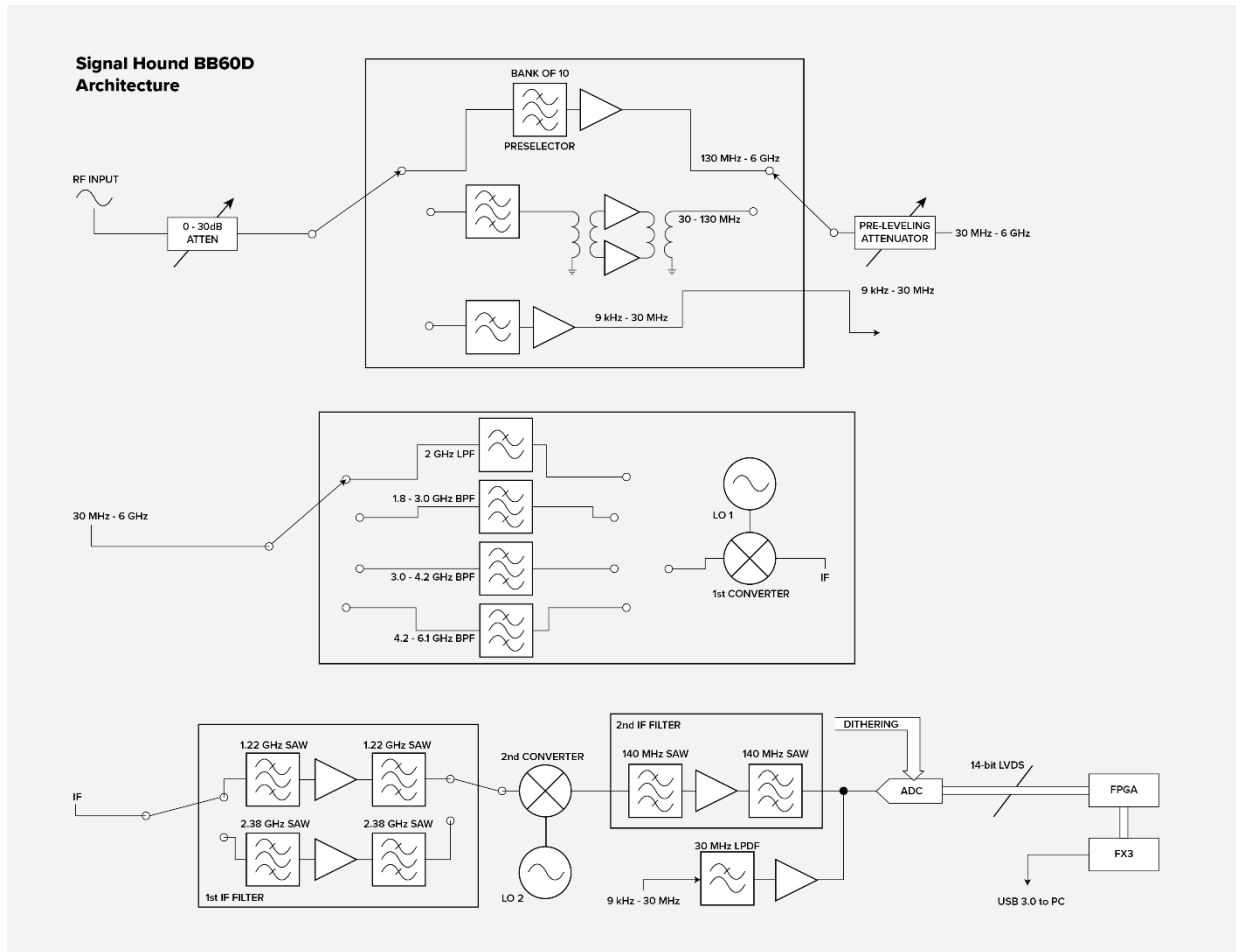 Signal Hound BB60D
Architecture
BANK OF 10
PRESELECTOR
RF INPUT
0 - 30dB
ATTEN
130 MHz - 6 GHz
30 - 130 MHz
PRE-LEVELING
ATTENUATOR
30 MHz - 6 GHz
9 kHz - 30 MHz
9 kHz - 30 MHz
2 GHz LPF
1.8 - 3.0 GHz BPF
LO 1
30 MHz - 6 GHz
3.0 - 4.2 GHz BPF
IF
1st CONVERTER
4.2 - 6.1 GHz BPF
2nd IF FILTER
DITHERING
1.22 GHz SAW
1.22 GHz SAW
2nd CONVERTER
140 MHz SAW
140 MHz SAW
14-bit LVDS
IF
ADC
FPGA
2.38 GHz SAW
2.38 GHz SAW
30 MHz LPDF
FX3
1st IF FILTER
LO 2
9 kHz - 30 MHz
USB 3.0 to PC